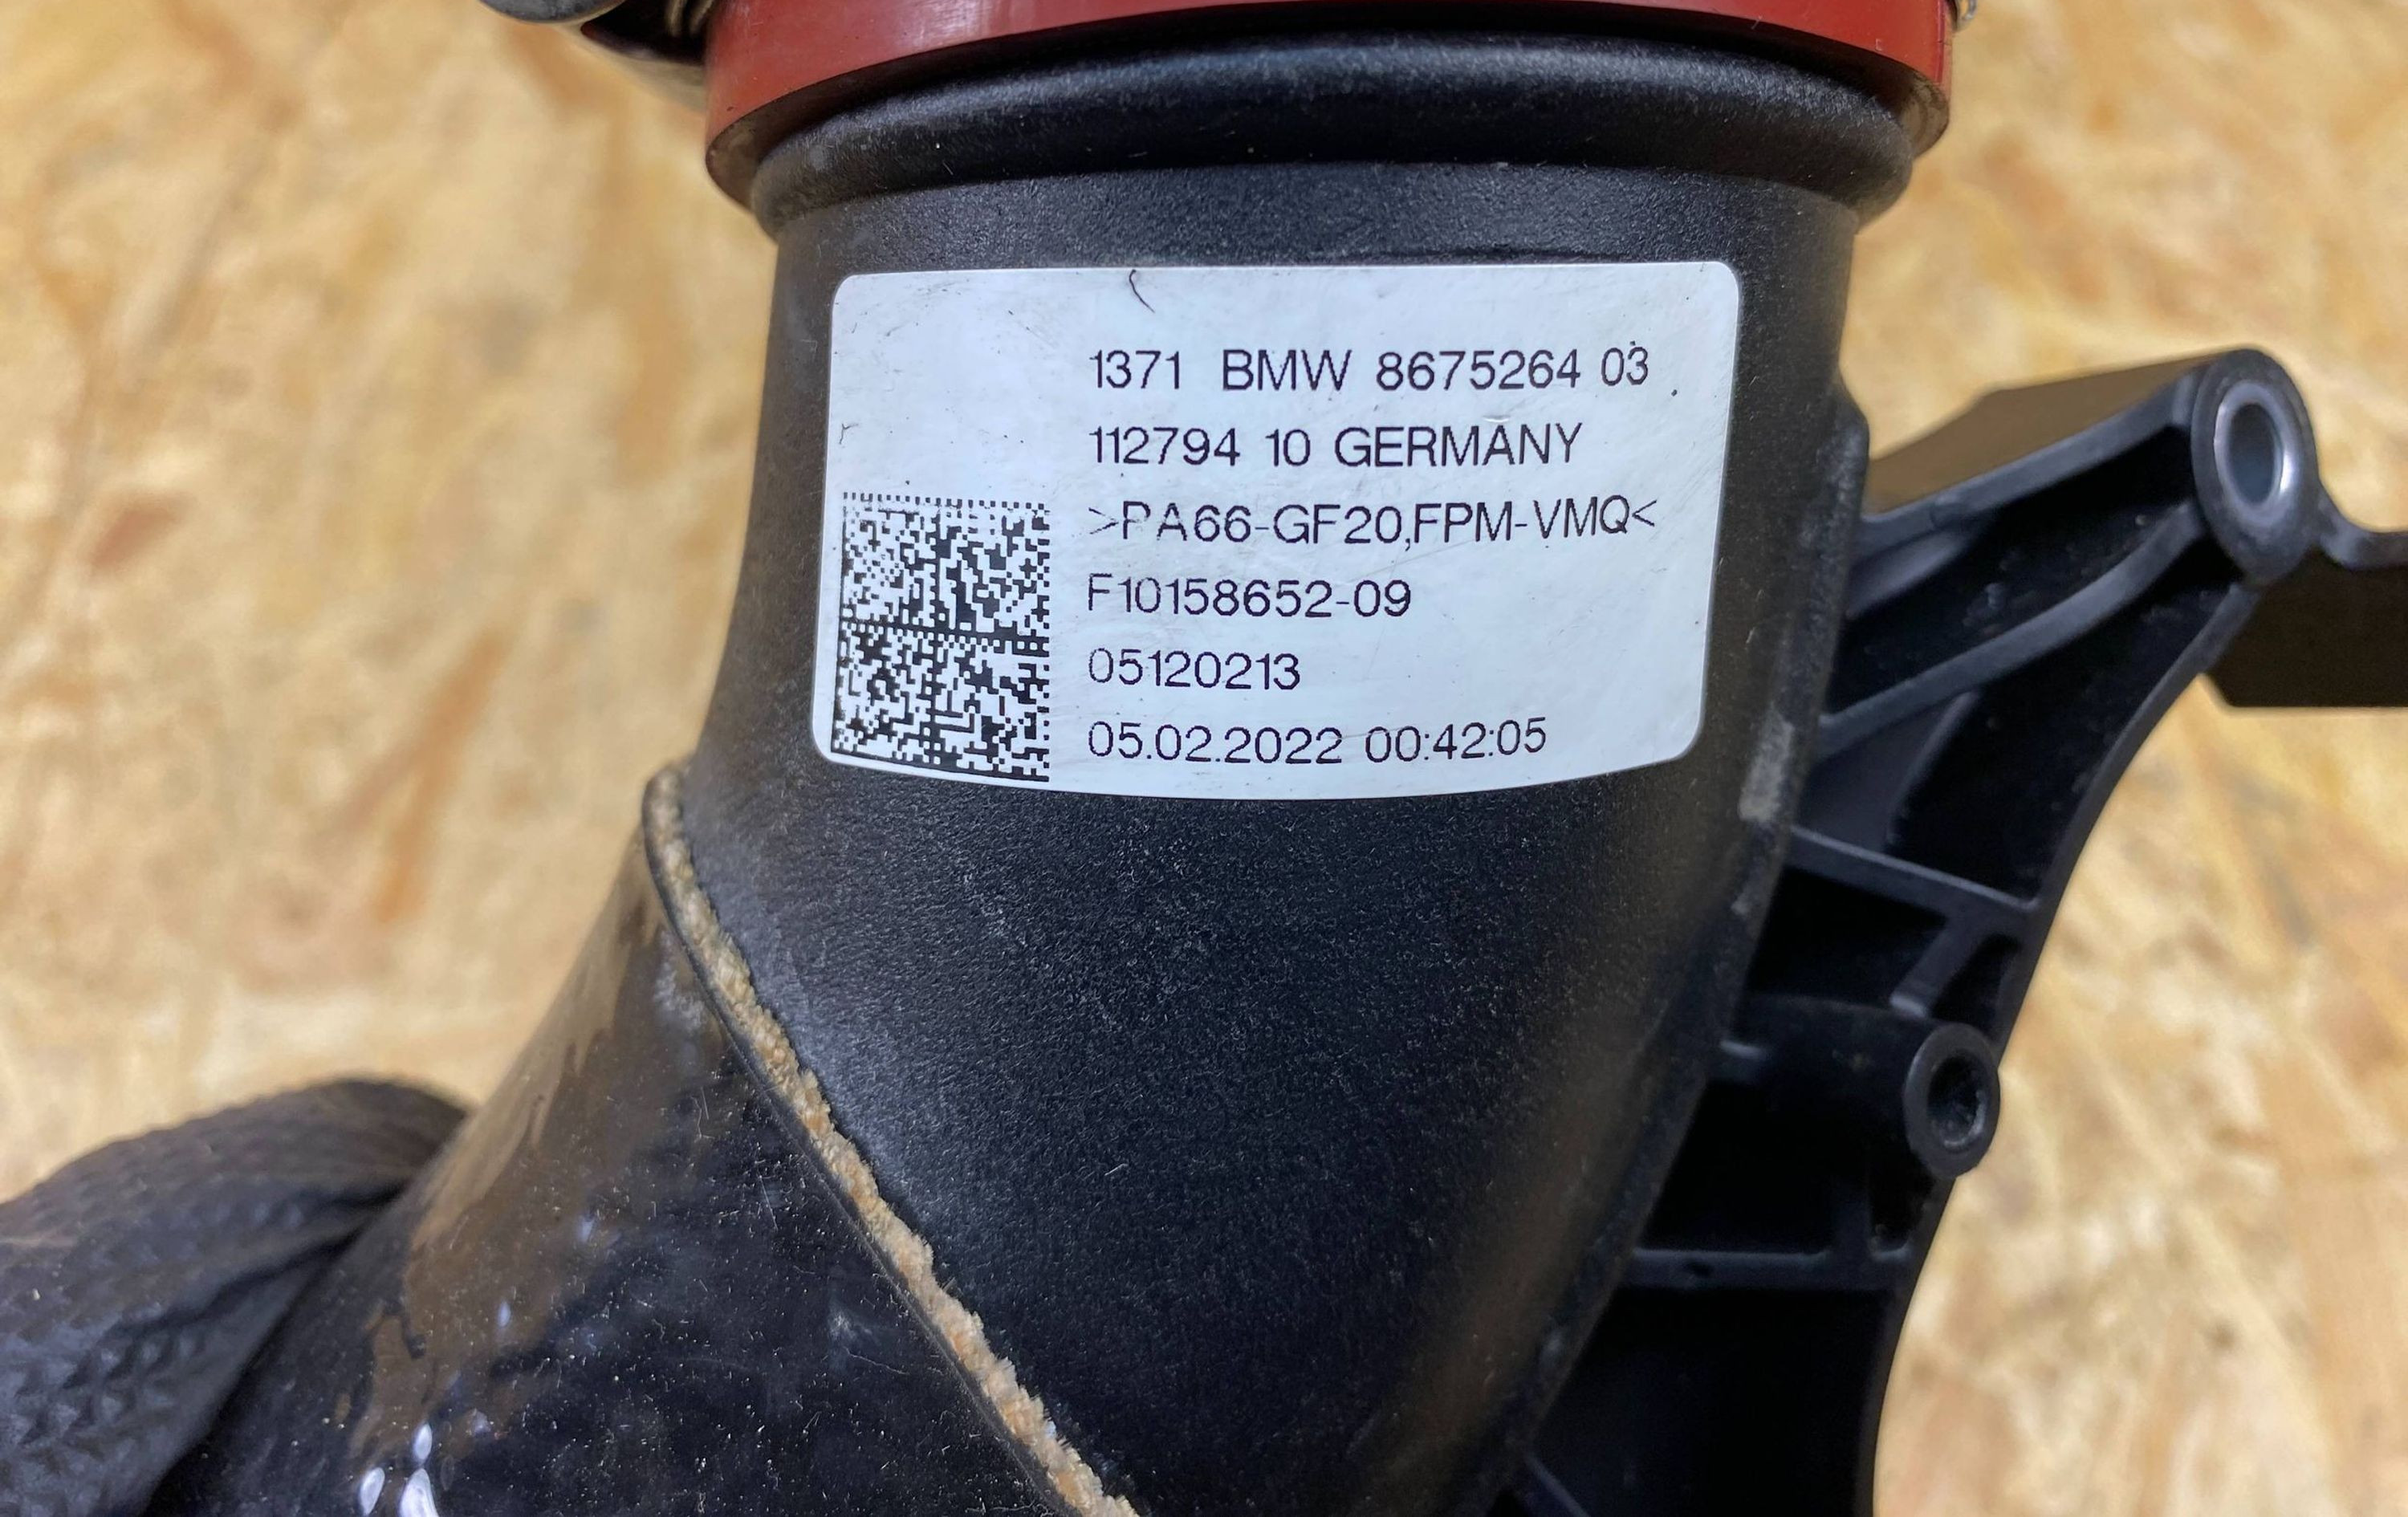 1371 BMW 8675264 03
112794 10 GERMANY
>PA66-GF20,FPM-VMQ<
F10158652-09
05120213
05.02.2022 00:42:05